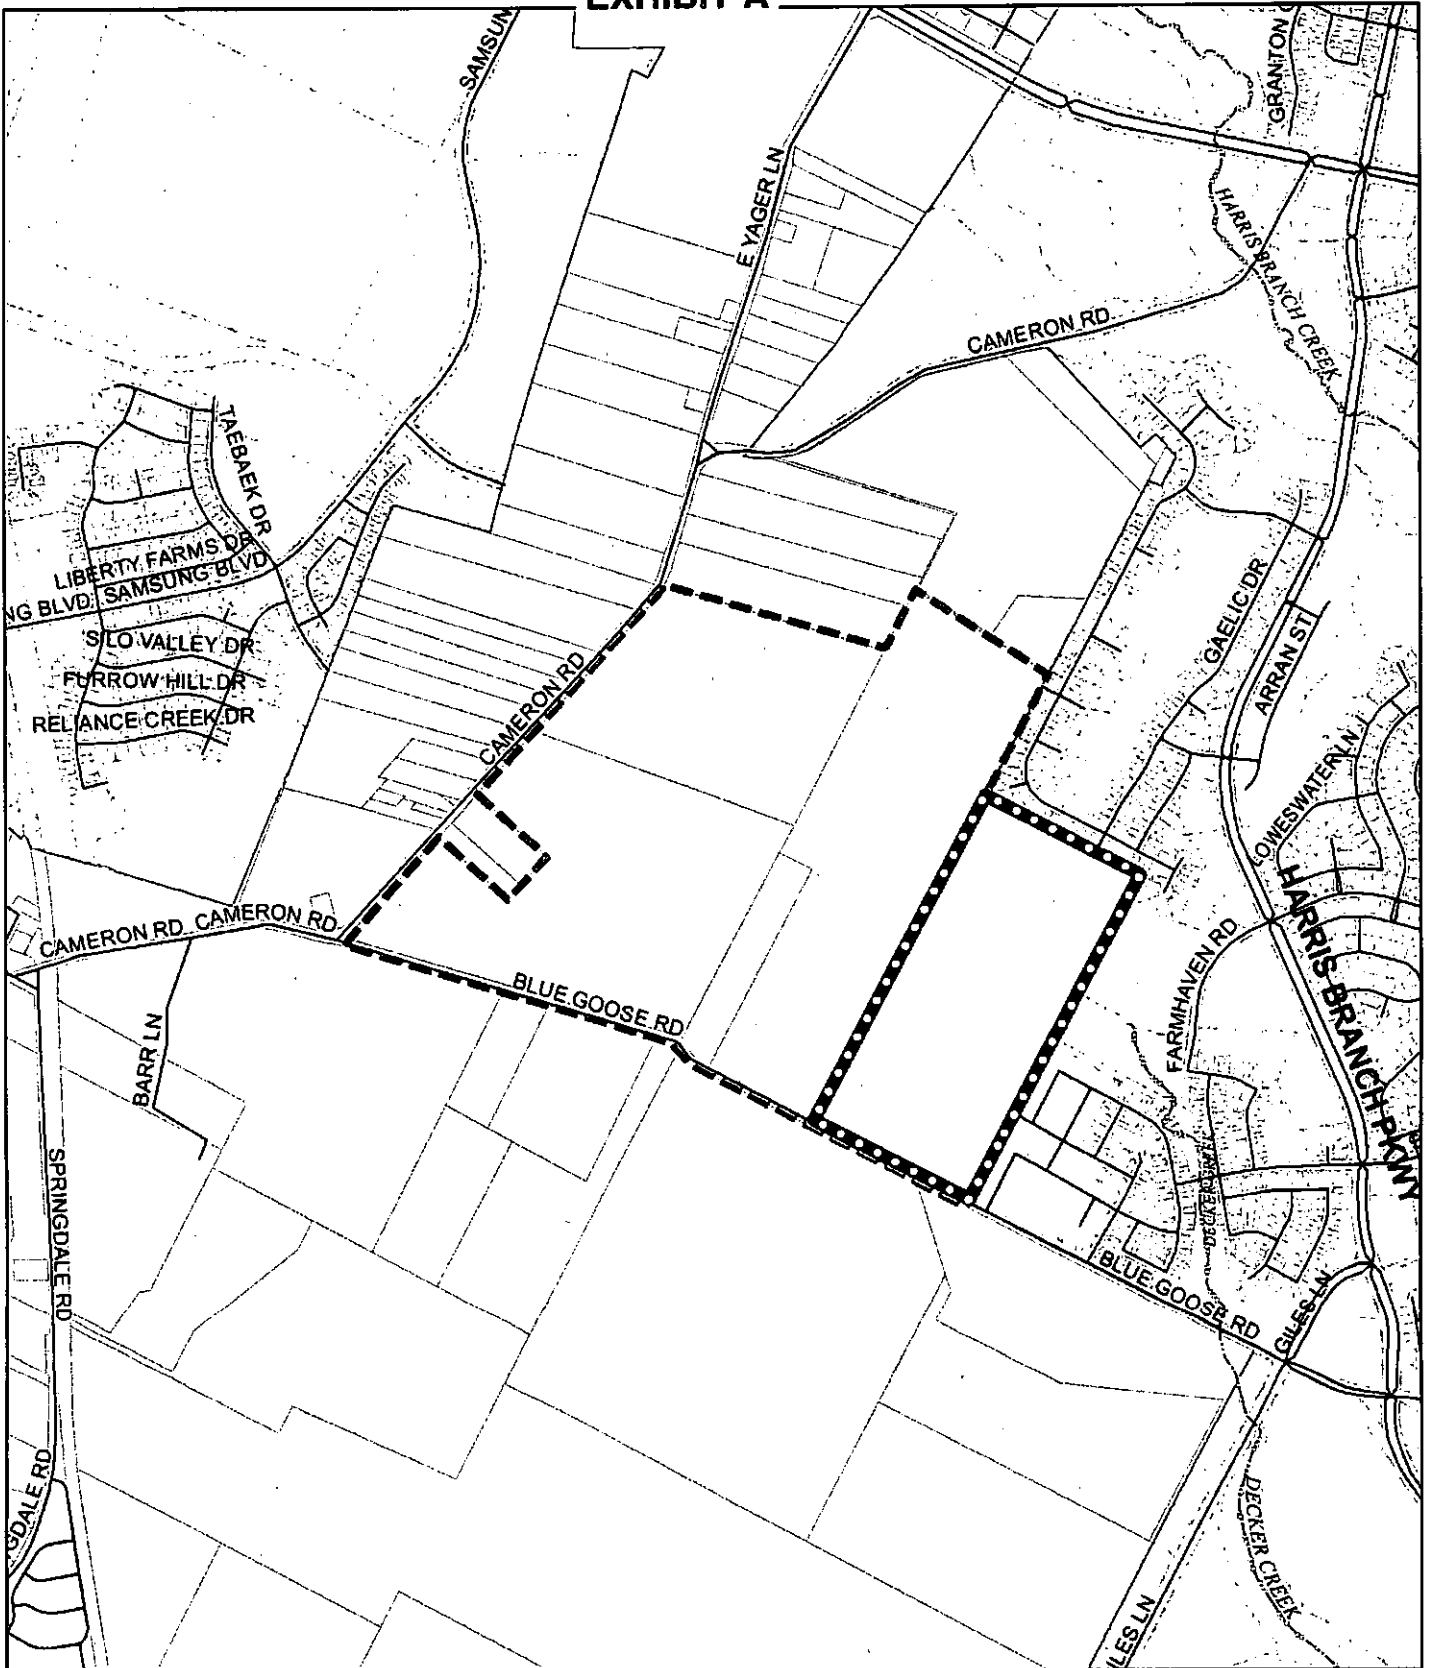 EXHIBIT A
SAMSUN
GRANTON
E YAGER LN
HARRIS BRANCH CREEK
CAMERON RD
TAEBAEK DR
LIBERTY FARMS DR
NG BLVD SAMSUNG BLVD
SILO VALLEY DR
FURROW HILL DR
RELIANCE CREEK DR
GAELIC DR
ARRAN ST
CAMERON RD
LOWESWATER LN
HARRIS BRANCH PKWY
CAMERON RD CAMERON RD
FARMHAVEN RD
BLUE GOOSE RD
BARR LN
SPRINGDALE RD
BLUE GOOSE RD
GILES LN
GDALE RD
DECKER CREEK
ILES LN